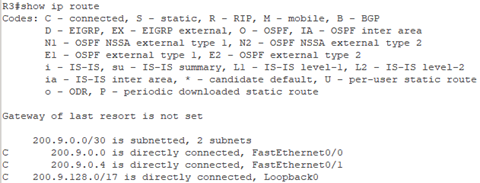 R3#show ip route
Codes: C - connected, S - static, R - RIP, M - mobile, B - BGP
D - EIGRP, EX - EIGRP external, O - OSPF, IA - OSPF inter area
N1 - OSPF NSSA external type 1, N2 - OSPF NSSA external type 2
E1 - OSPF external type 1, E2 - OSPF external type 2
i - IS-IS, su - IS-IS summary, L1 - IS-IS level-1, L2 - IS-IS level-2
ia - IS-IS inter area, * - candidate default, U - per-user static route
o - ODR, P - periodic downloaded static route
Gateway of last resort is not set
200.9.0.0/30 is subnetted, 2 subnets
C 200.9.0.0 is directly connected, FastEthernet0/0
C 200.9.0.4 is directly connected, FastEthernet0/1
C 200.9.128.0/17 is directly connected, Loopback0